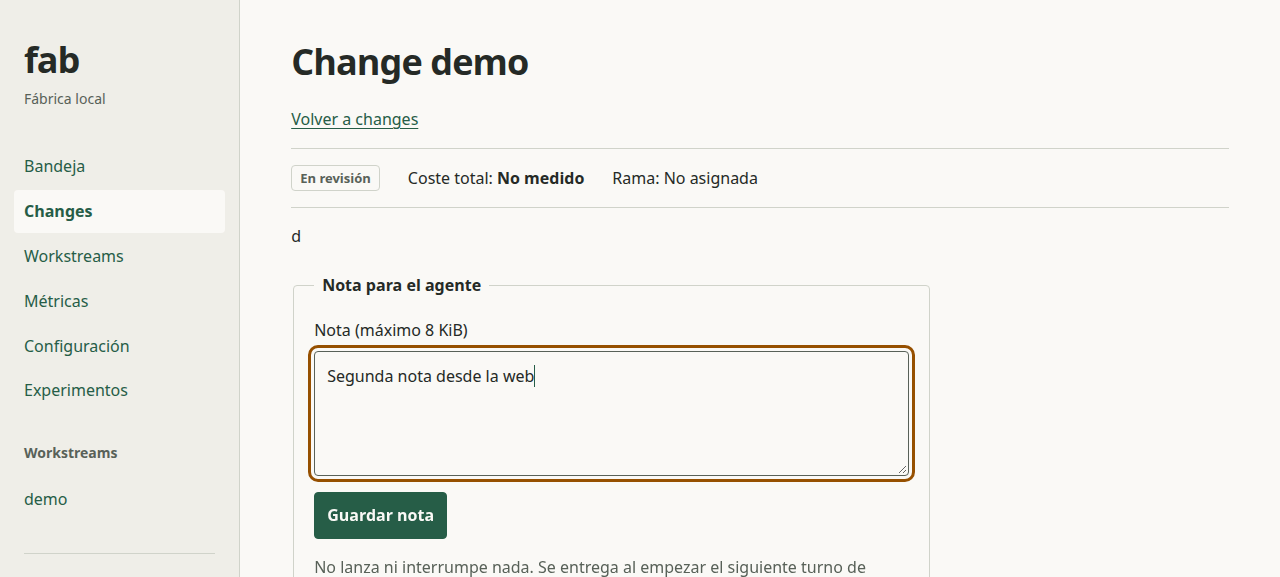 fab
Fábrica local
Bandeja
Changes
Workstreams
Métricas
Configuración
Experimentos
Workstreams
demo
Change demo
Volver a changes
En revisión
Coste total: No medido
Rama: No asignada
d
Nota para el agente
Nota (máximo 8 KiB)
Segunda nota desde la web
Guardar nota
No lanza ni interrumpe nada. Se entrega al empezar el siguiente turno de